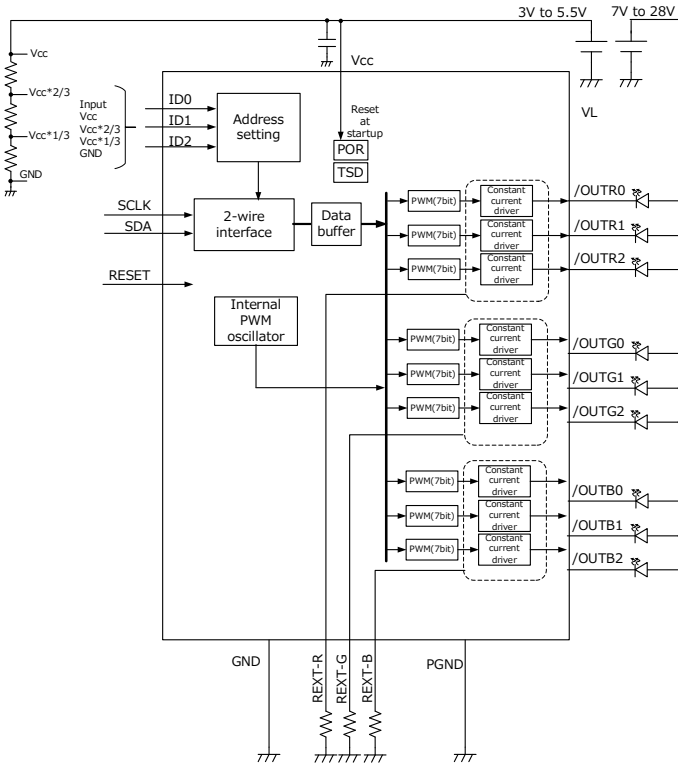 3V to 5.5V
7V to 28V
Vcc
Vcc*2/3
Vcc*1/3
GND
Input
Vcc
Vcc*2/3
Vcc*1/3
GND
ID0
ID1
ID2
Address
setting
Vcc
VL
Reset
at
startup
POR
TSD
SCLK
SDA
2-wire
interface
Data
buffer
RESET
Internal
PWM
oscillator
PWM(7bit)
Constant
current
driver
/OUTR0
PWM(7bit)
Constant
current
driver
/OUTR1
PWM(7bit)
Constant
current
driver
/OUTR2
PWM(7bit)
Constant
current
driver
/OUTG0
PWM(7bit)
Constant
current
driver
/OUTG1
PWM(7bit)
Constant
current
driver
/OUTG2
PWM(7bit)
Constant
current
driver
/OUTB0
PWM(7bit)
Constant
current
driver
/OUTB1
PWM(7bit)
Constant
current
driver
/OUTB2
GND
REXT-R
REXT-G
REXT-B
PGND